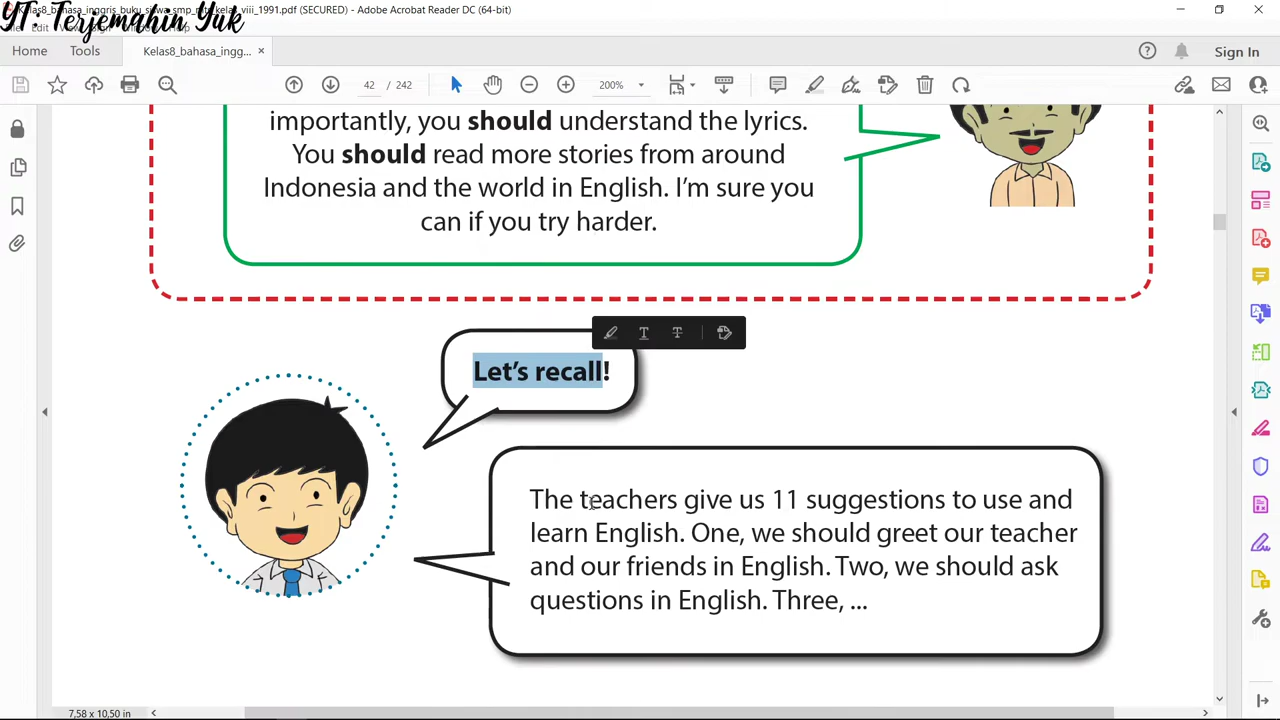 Kelas8_bahasa_inggris_buku_siswa_smp_mts_kelas_viii_1991.pdf (SECURED) - Adobe Acrobat Reader DC (64-bit)
YT: Terjemahin Yuk
Home Tools Kelas8_bahasa_ingg... × Sign In
42 / 242 200%
importantly, you should understand the lyrics.
You should read more stories from around
Indonesia and the world in English. I'm sure you
can if you try harder.
Let's recall!
The teachers give us 11 suggestions to use and
learn English. One, we should greet our teacher
and our friends in English. Two, we should ask
questions in English. Three, ...
7,58 x 10,50 in